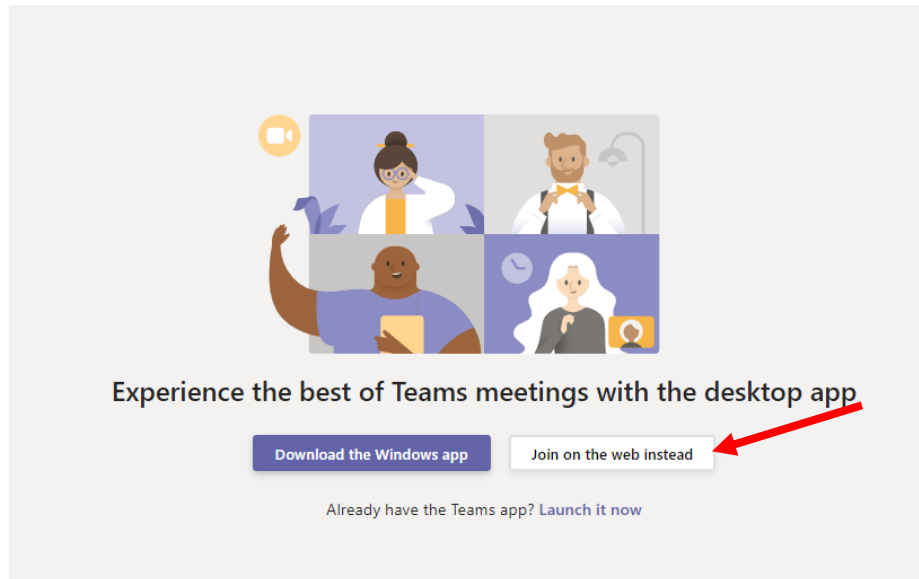 Experience the best of Teams meetings with the desktop app
Download the Windows app
Join on the web instead
Already have the Teams app? Launch it now